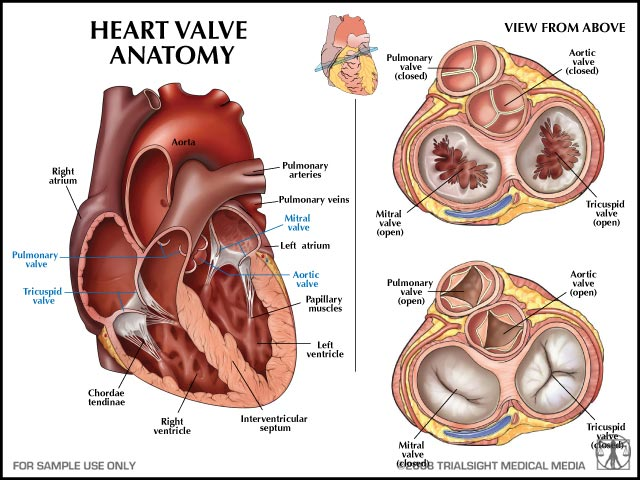 HEART VALVE
ANATOMY
Aorta
Right
atrium
Pulmonary
arteries
Pulmonary veins
Mitral
valve
Left atrium
Pulmonary
valve
Aortic
valve
Tricuspid
valve
Papillary
muscles
Left
ventricle
Chordae
tendinae
Right
ventricle
Interventricular
septum
VIEW FROM ABOVE
Pulmonary
valve
(closed)
Aortic
valve
(closed)
Mitral
valve
(open)
Tricuspid
valve
(open)
Pulmonary
valve
(open)
Aortic
valve
(open)
Mitral
valve
(closed)
Tricuspid
valve
(closed)
FOR SAMPLE USE ONLY
TRIALSIGHT MEDICAL MEDIA